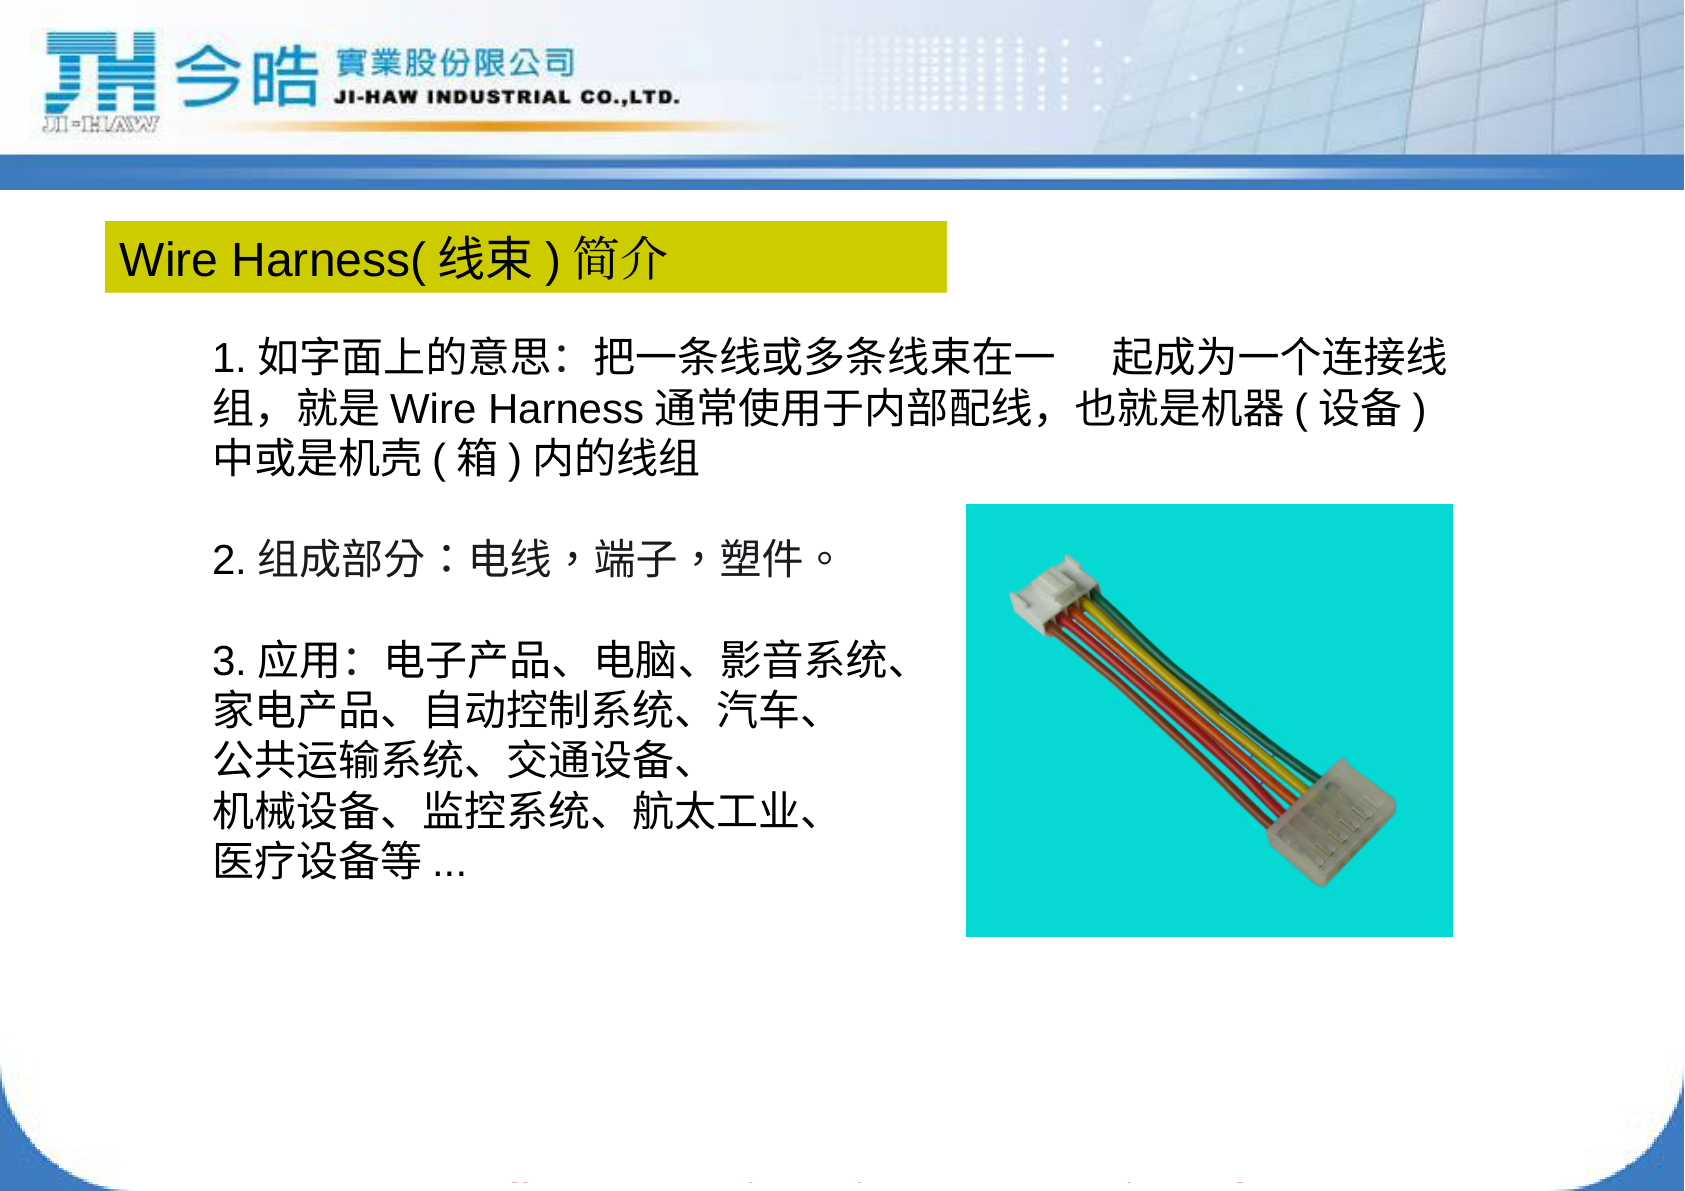 JH 今皓 實業股份限公司
JI-HAW INDUSTRIAL CO.,LTD.
JI-HAW
Wire Harness( 线束 ) 简介
1. 如字面上的意思：把一条线或多条线束在一 起成为一个连接线
组，就是 Wire Harness 通常使用于内部配线，也就是机器 ( 设备 )
中或是机壳 ( 箱 ) 内的线组
2. 组成部分：电线，端子，塑件。
3. 应用：电子产品、电脑、影音系统、
家电产品、自动控制系统、汽车、
公共运输系统、交通设备、
机械设备、监控系统、航太工业、
医疗设备等 ...